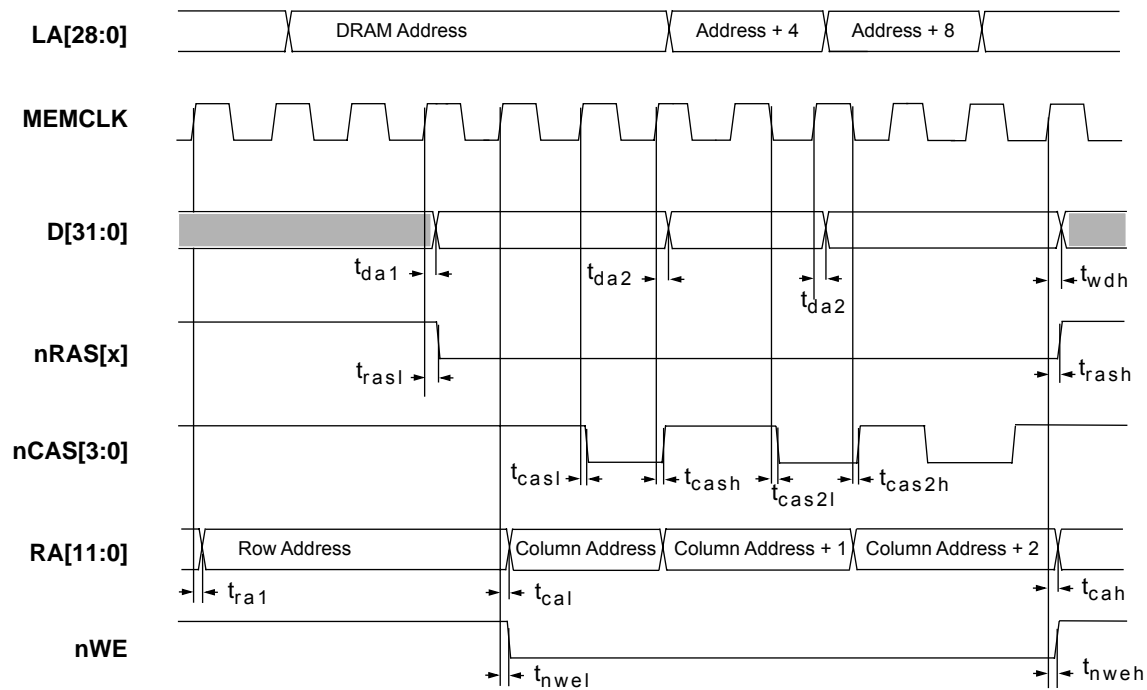 LA[28:0] DRAM Address Address + 4 Address + 8
MEMCLK
D[31:0]
tda1 tda2 tda2 twdh
nRAS[x]
trasl trash
nCAS[3:0]
tcasl tcash tcas2l tcas2h
RA[11:0] Row Address Column Address Column Address + 1 Column Address + 2
tra1 tcal tcah
nWE
tnwel tnweh